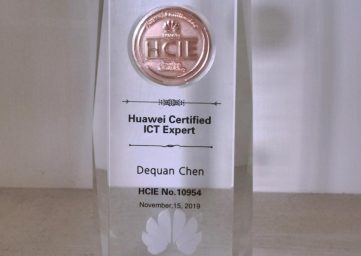 HCIE
Huawei Certified
ICT Expert
Dequan Chen
HCIE No.10954
November,15, 2019